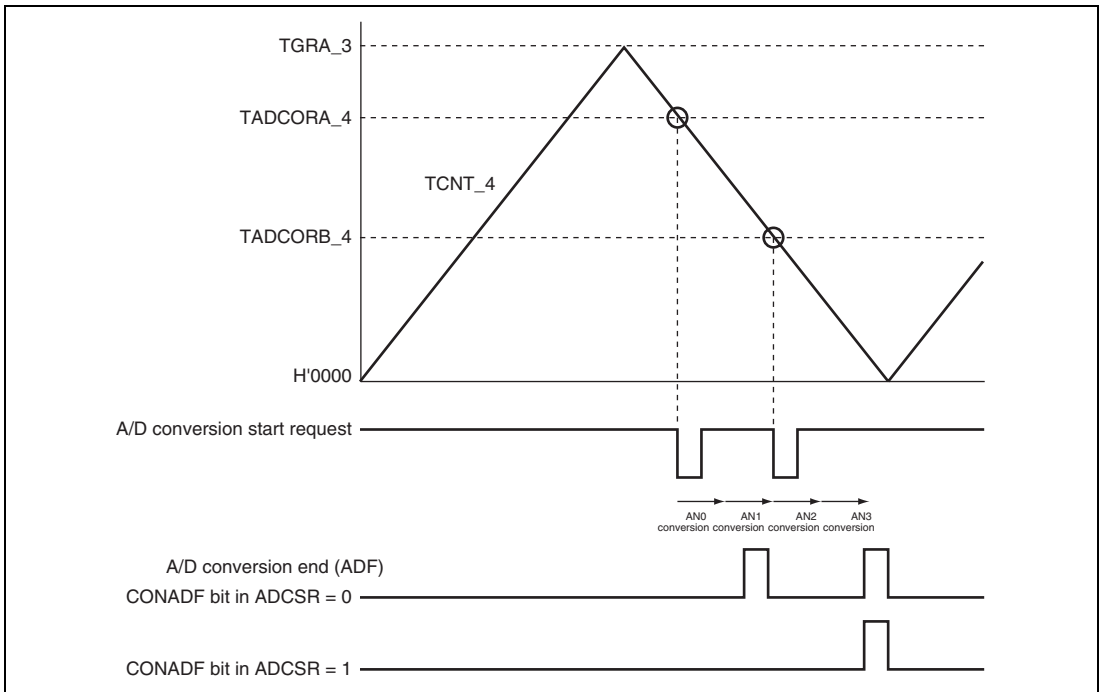 TGRA_3
TADCORA_4
TCNT_4
TADCORB_4
H'0000
A/D conversion start request
AN0 AN1 AN2 AN3
conversion conversion conversion conversion
A/D conversion end (ADF)
CONADF bit in ADCSR = 0
CONADF bit in ADCSR = 1